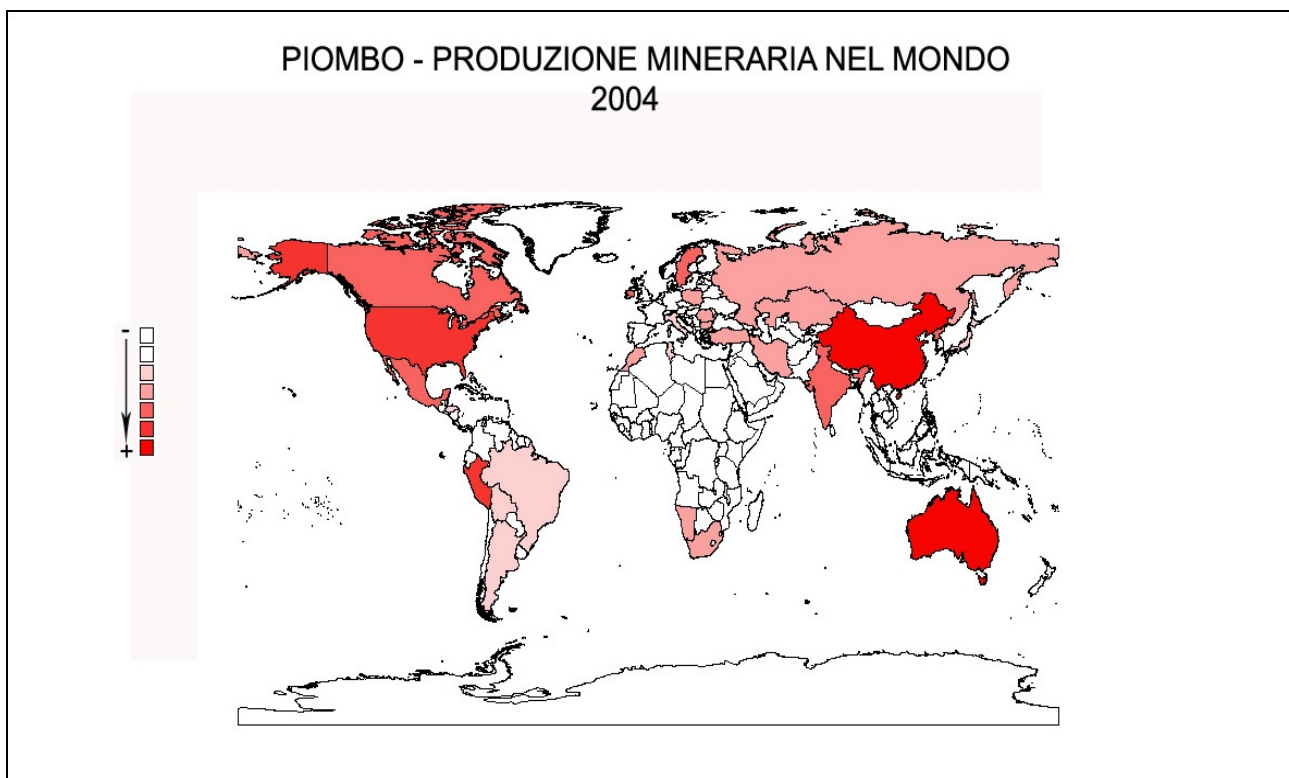 PIOMBO - PRODUZIONE MINERARIA NEL MONDO
2004
-
+